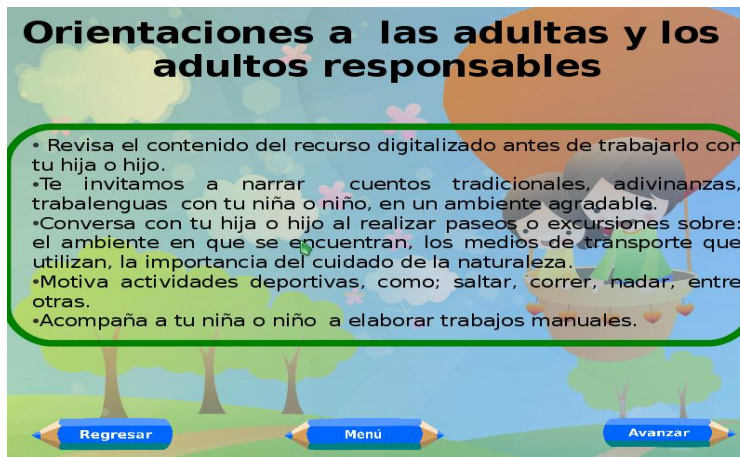 Orientaciones a las adultas y los
adultos responsables
• Revisa el contenido del recurso digitalizado antes de trabajarlo con
tu hija o hijo.
•Te invitamos a narrar cuentos tradicionales, adivinanzas,
trabalenguas con tu niña o niño, en un ambiente agradable.
•Conversa con tu hija o hijo al realizar paseos o excursiones sobre:
el ambiente en que se encuentran, los medios de transporte que
utilizan, la importancia del cuidado de la naturaleza.
•Motiva actividades deportivas, como; saltar, correr, nadar, entre
otras.
•Acompaña a tu niña o niño a elaborar trabajos manuales.
Regresar
Menú
Avanzar